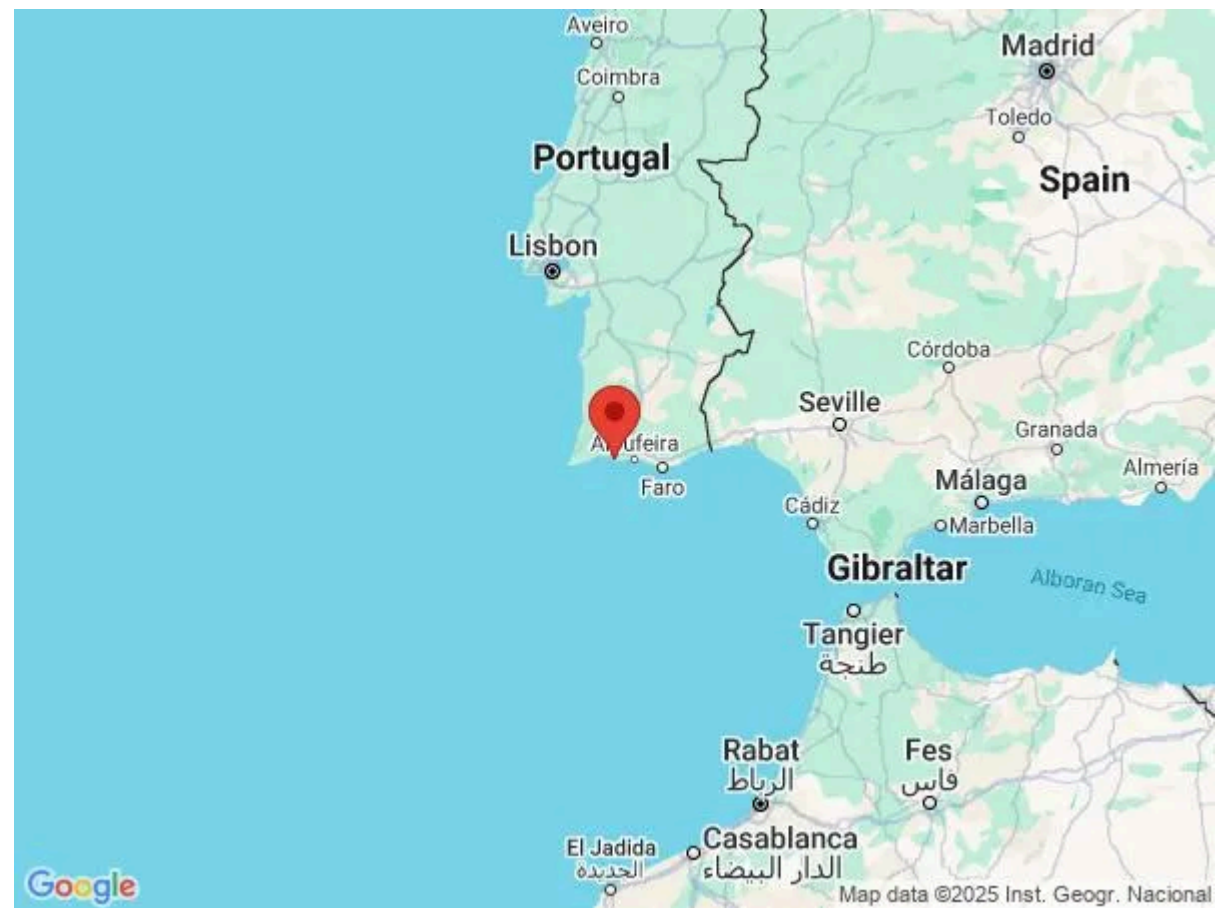 Aveiro
Madrid
Coimbra
Toledo
Portugal
Spain
Lisbon
Córdoba
Seville
Granada
Almería
Málaga
Faro
Cádiz
Marbella
Gibraltar
Alboran Sea
Tangier
طنجة
Rabat
الرباط
Fes
فاس
Casablanca
الدار البيضاء
El Jadida
الجديدة
Google
Map data ©2025 Inst. Geogr. Nacional